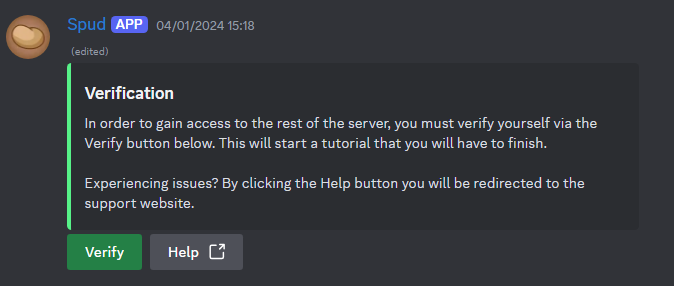 Spud APP 04/01/2024 15:18
(edited)
Verification
In order to gain access to the rest of the server, you must verify yourself via the
Verify button below. This will start a tutorial that you will have to finish.
Experiencing issues? By clicking the Help button you will be redirected to the
support website.
Verify Help